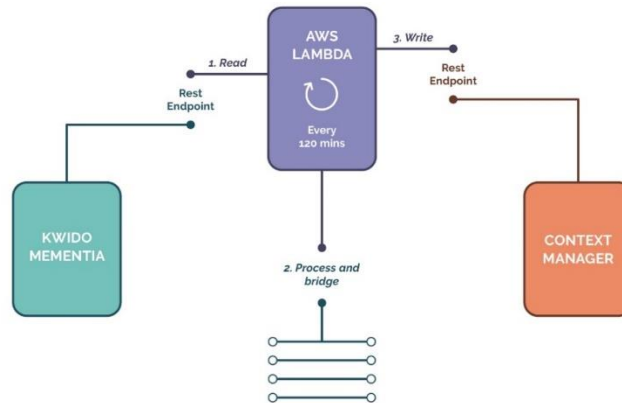 AWS
LAMBDA
Every
120 mins
1. Read
3. Write
Rest
Endpoint
Rest
Endpoint
KWIDO
MEMENTIA
2. Process and
bridge
CONTEXT
MANAGER